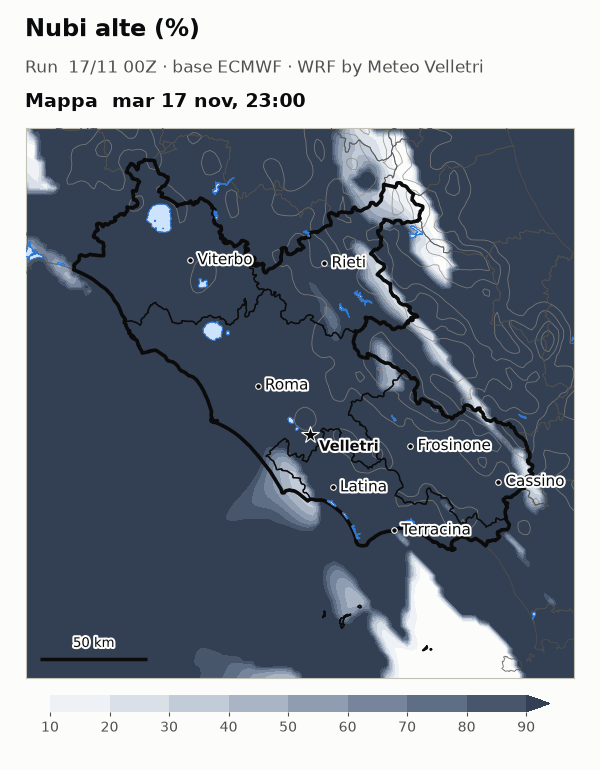 Nubi alte (%)
Run  17/11 00Z · base ECMWF · WRF by Meteo Velletri
Mappa  mar 17 nov, 23:00
Viterbo
Rieti
Roma
Velletri
Frosinone
Cassino
Latina
Terracina
50 km
10 20 30 40 50 60 70 80 90